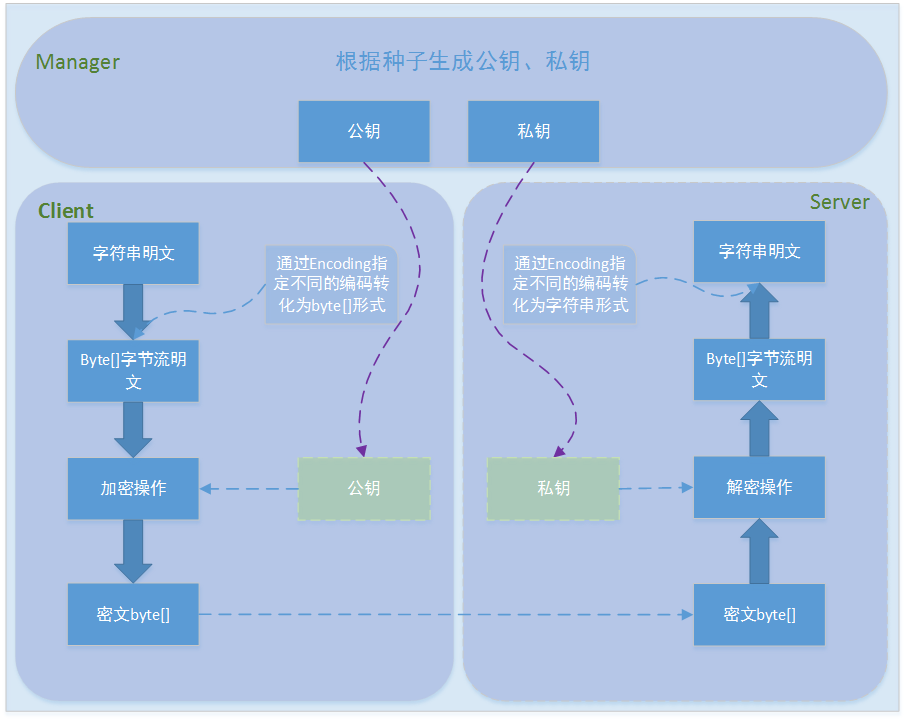 Manager
根据种子生成公钥、私钥
公钥
私钥
Client
字符串明文
通过Encoding指
定不同的编码转
化为byte[]形式
Byte[]字节流明
文
加密操作
公钥
密文byte[]
Server
字符串明文
通过Encoding指
定不同的编码转
化为字符串形式
Byte[]字节流明
文
私钥
解密操作
密文byte[]